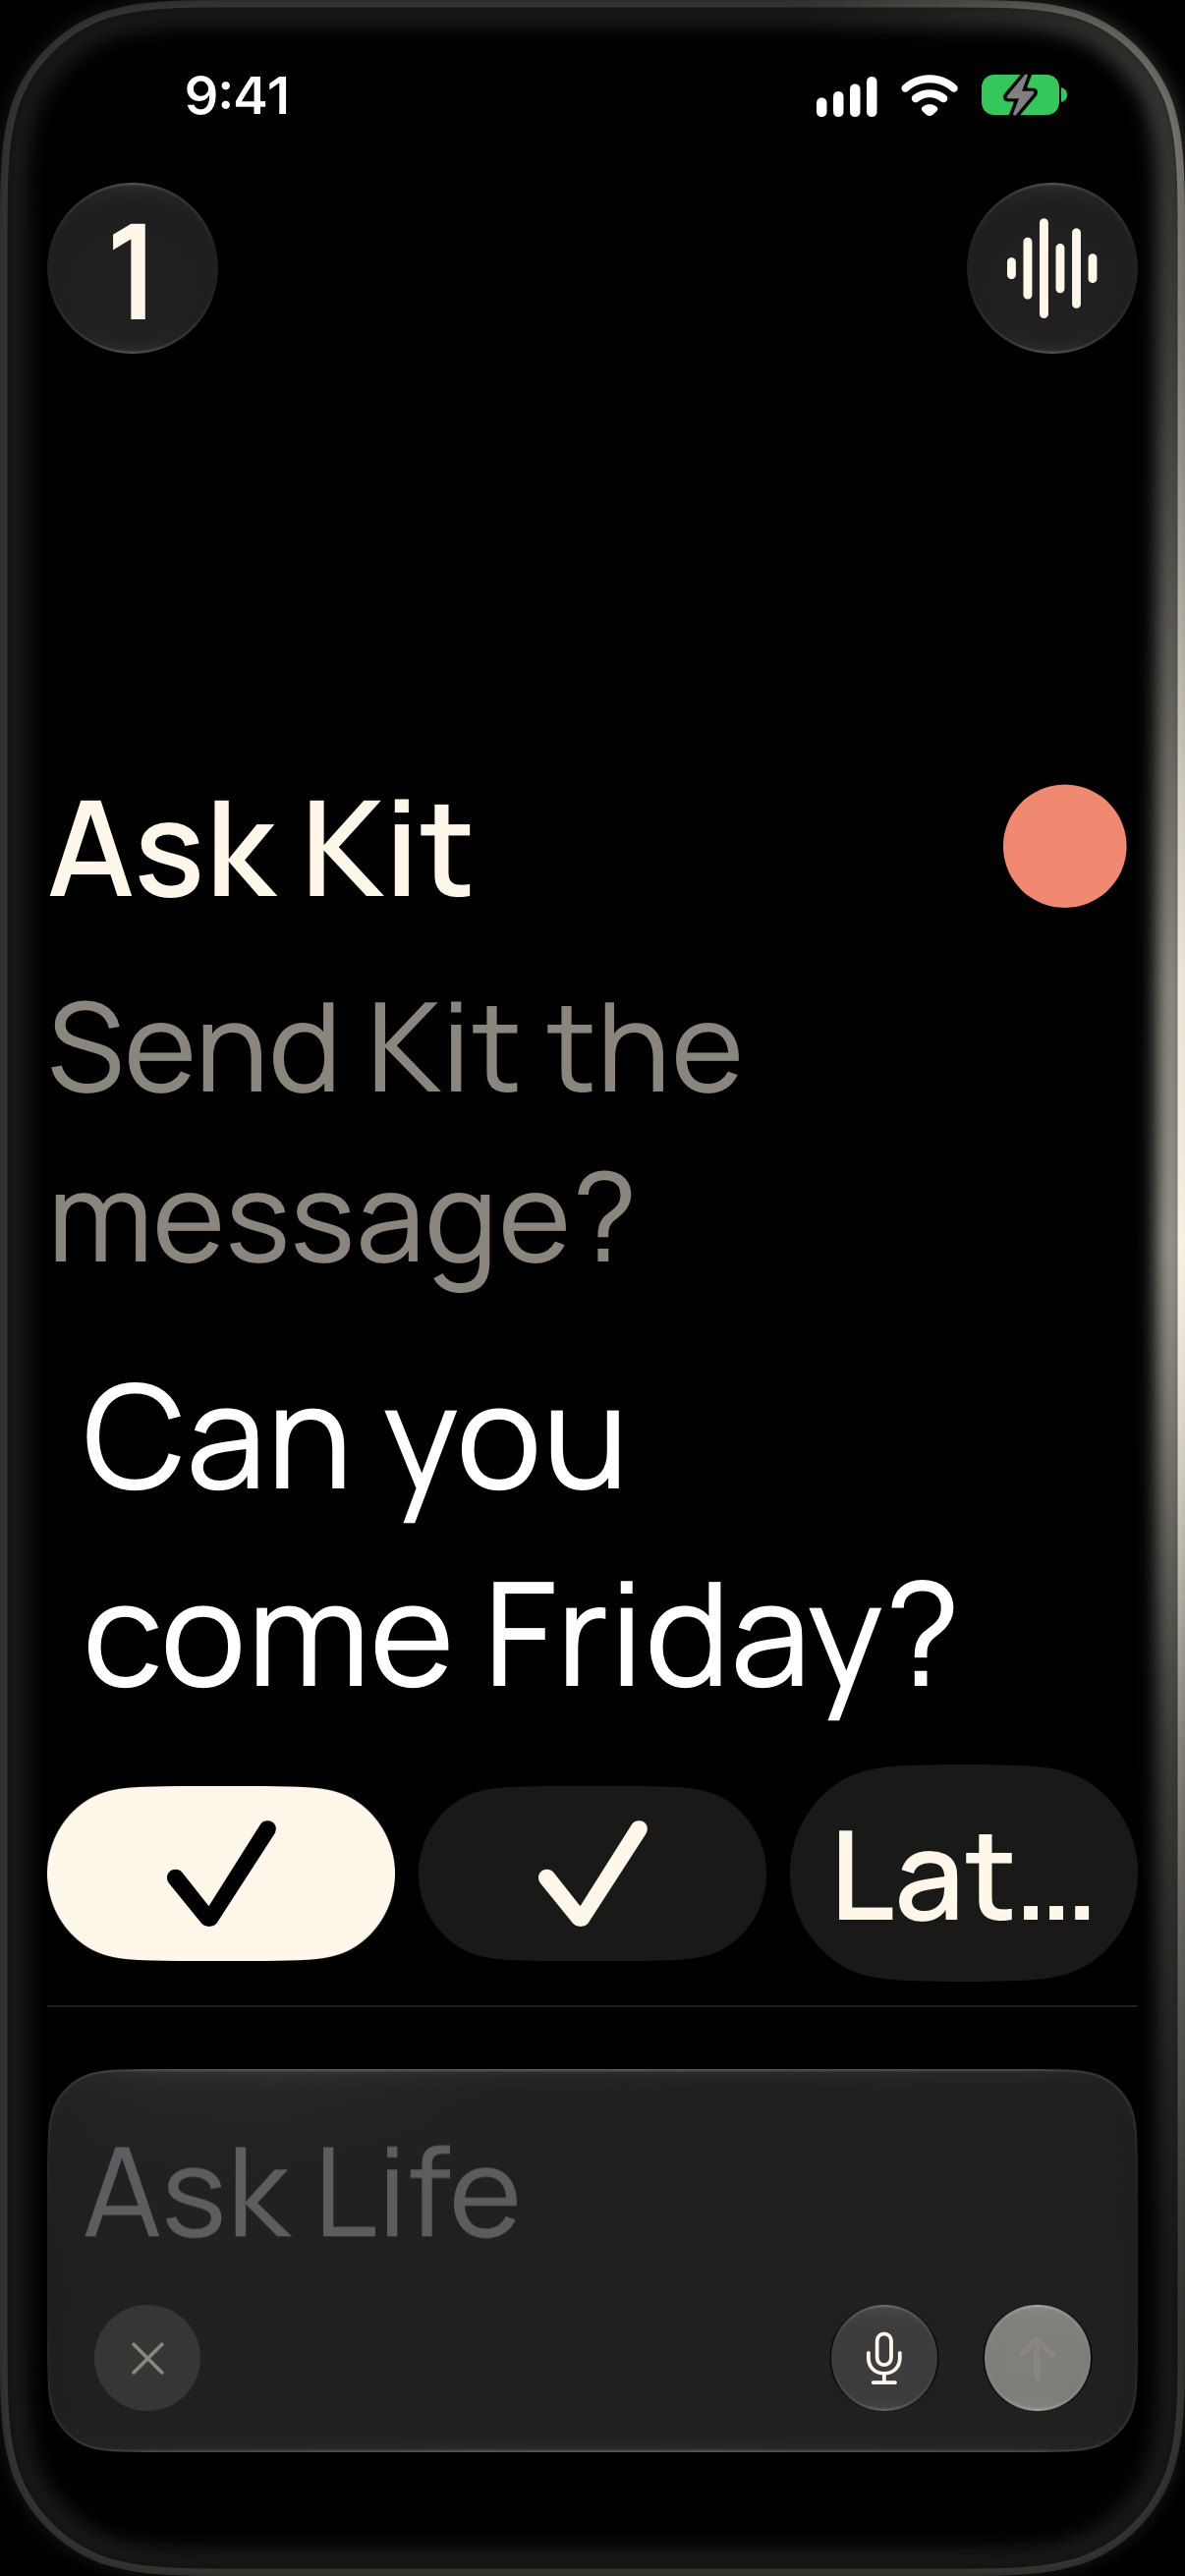 9:41
1
Ask Kit
Send Kit the
message?
Can you
come Friday?
Lat...
Ask Life